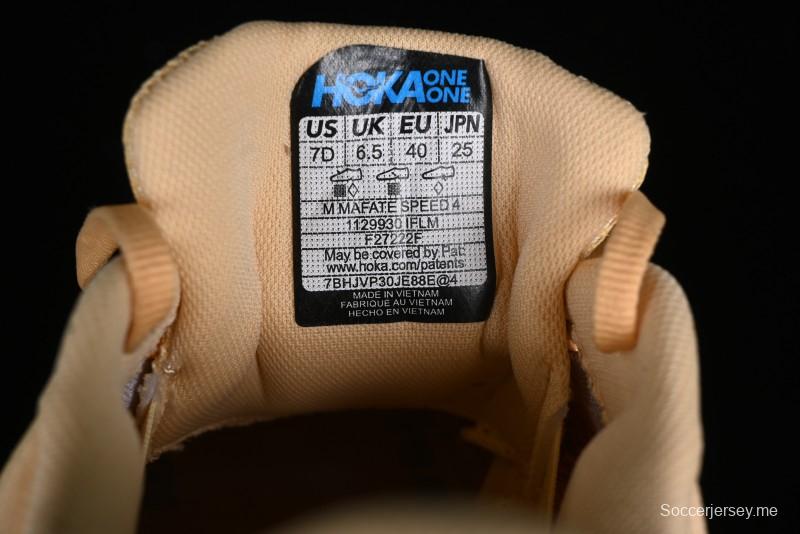 HOKA ONE ONE
US UK EU JPN
7D 6.5 40 25
M MAFATE SPEED 4
1129930 IFLM
F27222F
May be covered by Pat.
www.hoka.com/patents
7BHJVP30JE88E@4
MADE IN VIETNAM
FABRIQUE AU VIETNAM
HECHO EN VIETNAM
Soccerjersey.me